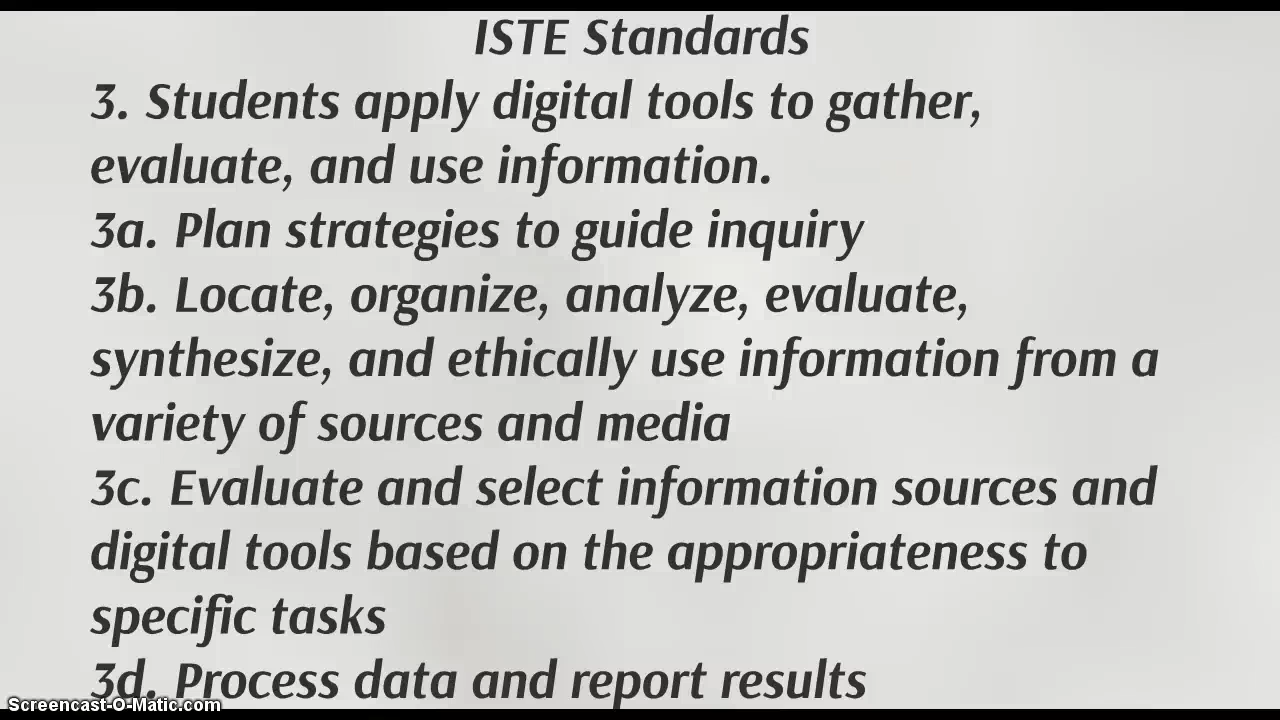 ISTE Standards
3. Students apply digital tools to gather,
evaluate, and use information.
3a. Plan strategies to guide inquiry
3b. Locate, organize, analyze, evaluate,
synthesize, and ethically use information from a
variety of sources and media
3c. Evaluate and select information sources and
digital tools based on the appropriateness to
specific tasks
3d. Process data and report results
Screencast-O-Matic.com